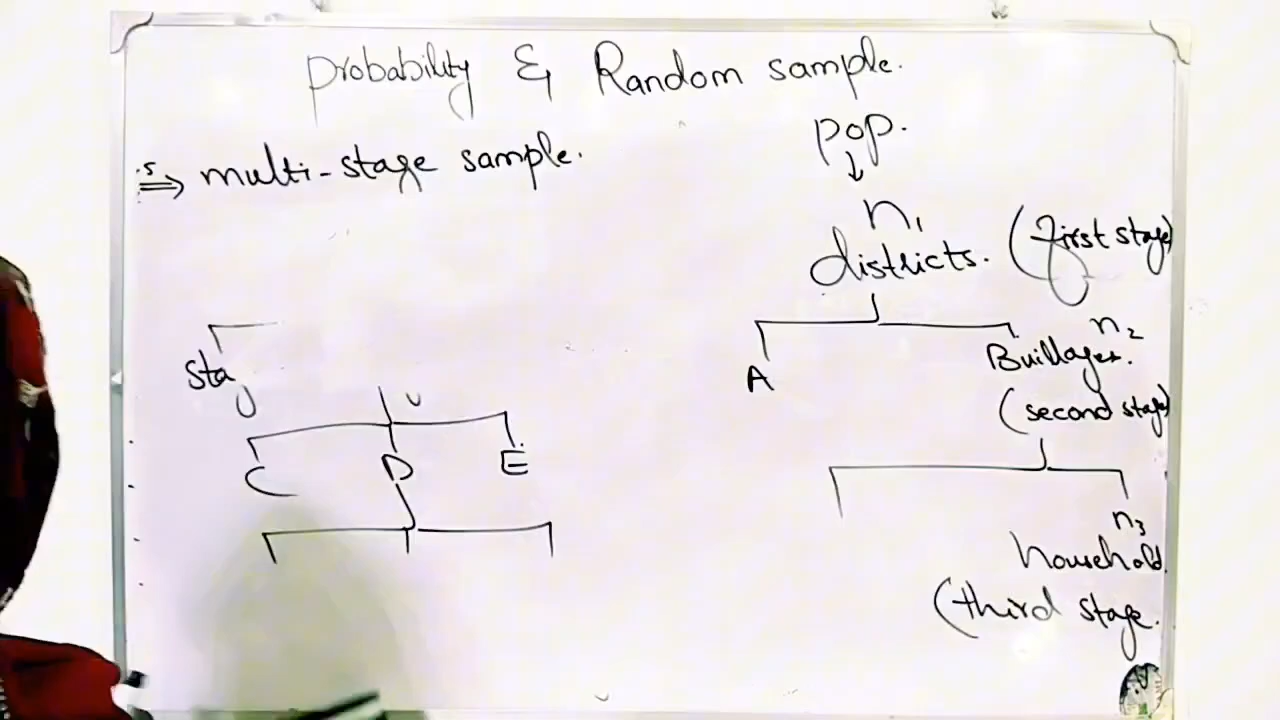 Probability & Random sample.
.5 ⇒ multi-stage sample.
pop.
↓
n₁
districts. (first stage)
A
n₂
(second stage)
sta
C D E
n₃
household.
(third stage.